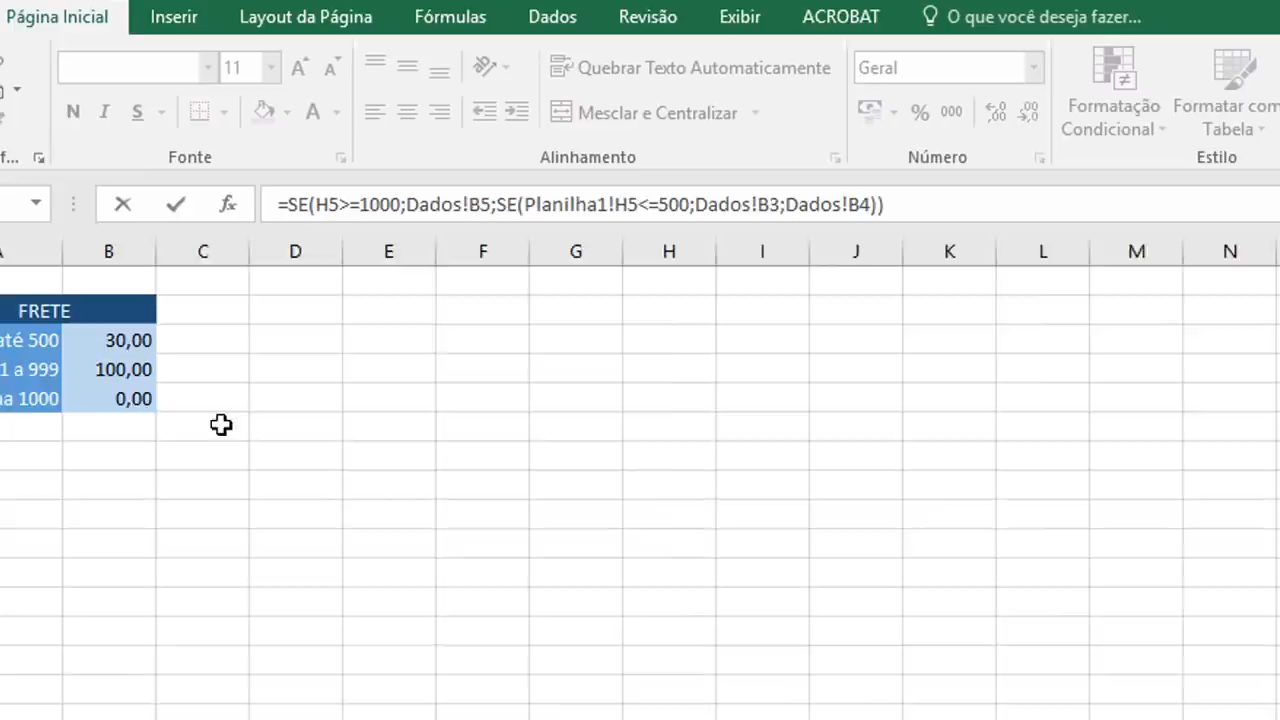 Página Inicial Inserir Layout da Página Fórmulas Dados Revisão Exibir ACROBAT O que você deseja fazer...
11 A A Quebrar Texto Automaticamente Geral
N I S A Mesclar e Centralizar % 000 Formatação Condicional Formatar com Tabela
f... Fonte Alinhamento Número Estilo
fx =SE(H5>=1000;Dados!B5;SE(Planilha1!H5<=500;Dados!B3;Dados!B4))
A B C D E F G H I J K L M N
FRETE
até 500 30,00
1 a 999 100,00
a 1000 0,00